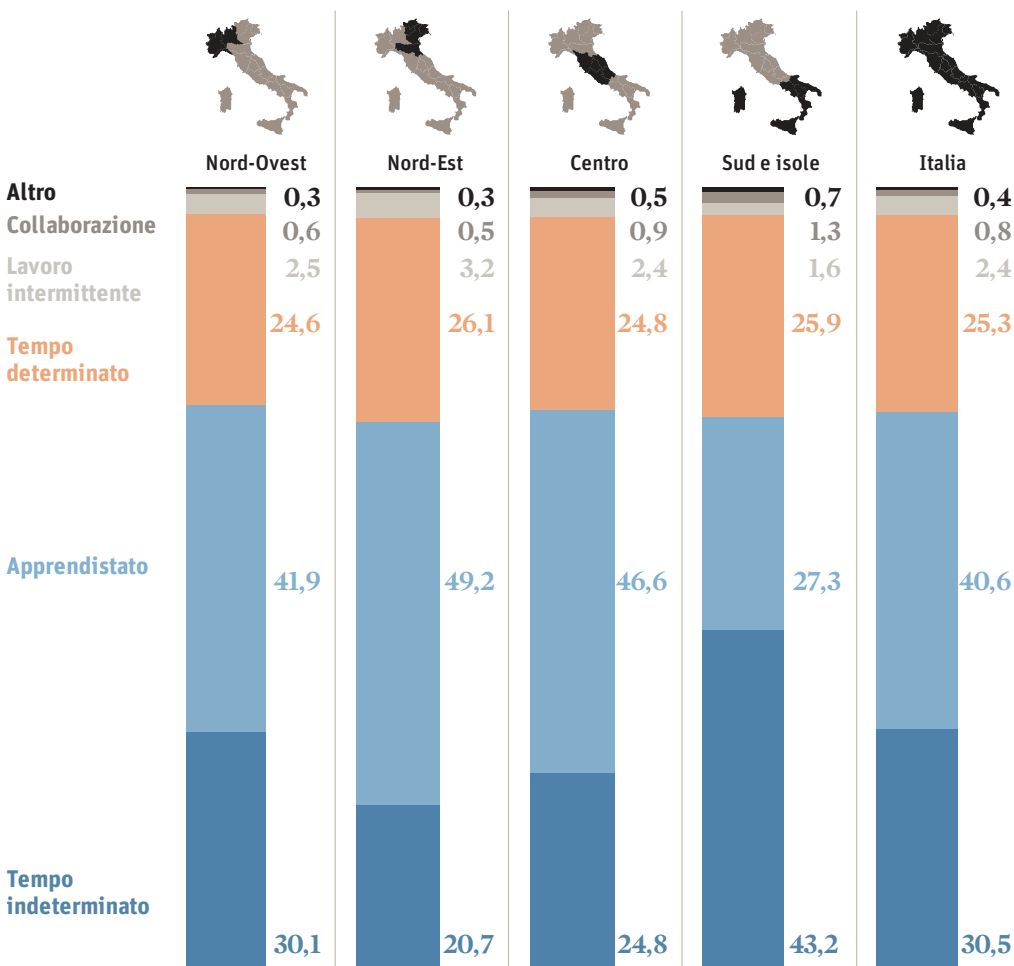 Nord-Ovest Nord-Est Centro Sud e isole Italia
Altro 0,3 0,3 0,5 0,7 0,4
Collaborazione 0,6 0,5 0,9 1,3 0,8
Lavoro
intermittente 2,5 3,2 2,4 1,6 2,4
24,6 26,1 24,8 25,9 25,3
Tempo
determinato
Apprendistato 41,9 49,2 46,6 27,3 40,6
Tempo
indeterminato
30,1 20,7 24,8 43,2 30,5